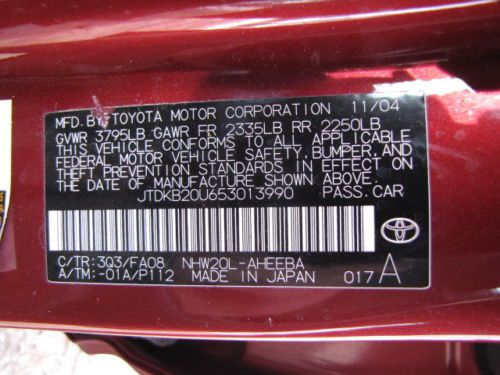 MFD. BY: TOYOTA MOTOR CORPORATION 11/04
GVWR 3795LB GAWR FR 2335LB RR 2250LB
THIS VEHICLE CONFORMS TO ALL APPLICABLE
FEDERAL MOTOR VEHICLE SAFETY, BUMPER, AND
THEFT PREVENTION STANDARDS IN EFFECT ON
THE DATE OF MANUFACTURE SHOWN ABOVE.
JTDKB20U653013990 PASS.CAR
C/TR: 3Q3/FA08 NHW20L-AHEEBA
A/TM: -01A/P112 MADE IN JAPAN 017 A